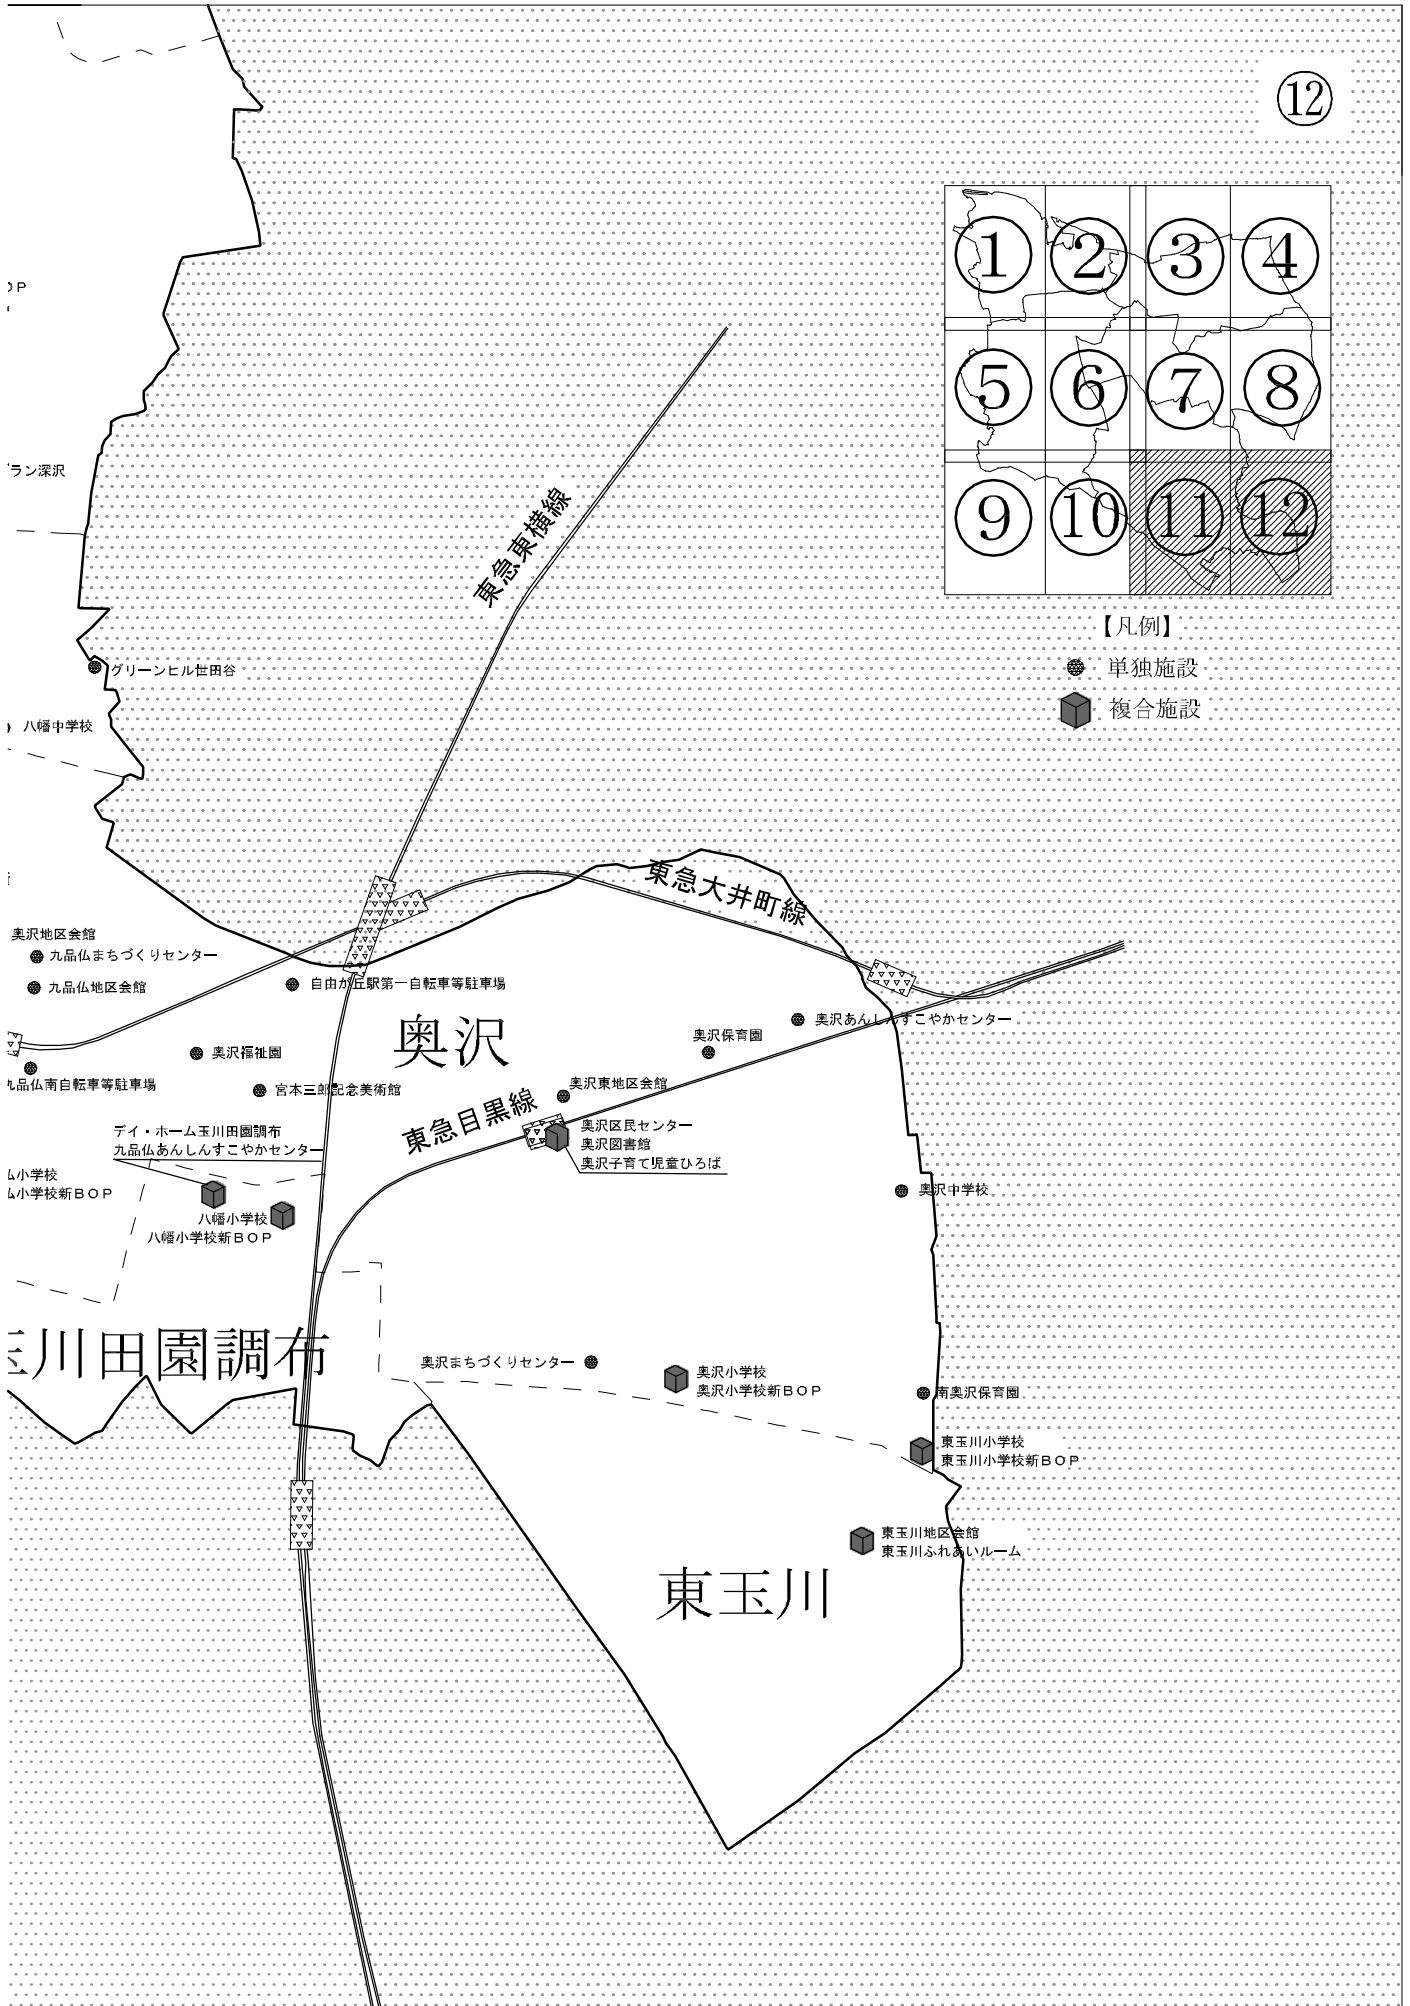 ⑫
① ② ③ ④
⑤ ⑥ ⑦ ⑧
⑨ ⑩ ⑪ ⑫
【凡例】
単独施設
複合施設
ＯＰ
ラン深沢
東急東横線
グリーンヒル世田谷
八幡中学校
東急大井町線
奥沢地区会館
九品仏まちづくりセンター
九品仏地区会館
自由が丘駅第一自転車等駐車場
奥沢
奥沢あんしんすこやかセンター
奥沢保育園
奥沢福祉園
九品仏南自転車等駐車場
宮本三郎記念美術館
奥沢東地区会館
東急目黒線
奥沢区民センター
奥沢図書館
奥沢子育て児童ひろば
デイ・ホーム玉川田園調布
九品仏あんしんすこやかセンター
仏小学校
仏小学校新ＢＯＰ
奥沢中学校
八幡小学校
八幡小学校新ＢＯＰ
玉川田園調布
奥沢まちづくりセンター
奥沢小学校
奥沢小学校新ＢＯＰ
南奥沢保育園
東玉川小学校
東玉川小学校新ＢＯＰ
東玉川地区会館
東玉川ふれあいルーム
東玉川